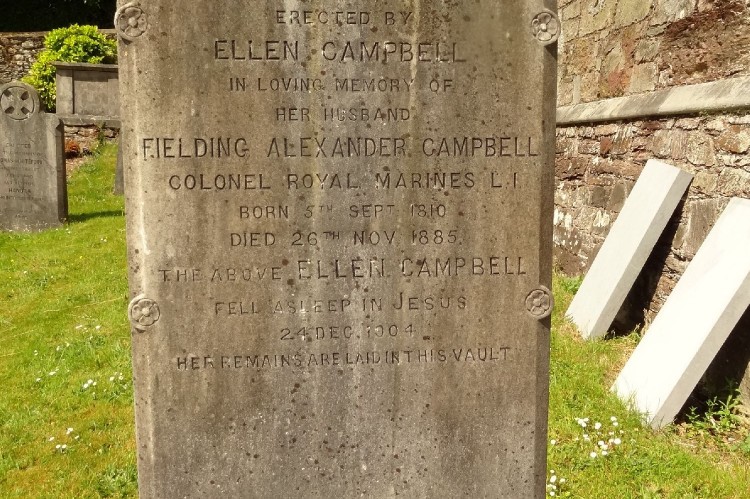 ERECTED BY
ELLEN CAMPBELL
IN LOVING MEMORY OF
HER HUSBAND
FIELDING ALEXANDER CAMPBELL
COLONEL ROYAL MARINES L.I.
BORN 5TH SEPT 1810
DIED 26TH NOV. 1885.
THE ABOVE ELLEN CAMPBELL
FELL ASLEEP IN JESUS
24 DEC. 1904.
HER REMAINS ARE LAID IN THIS VAULT